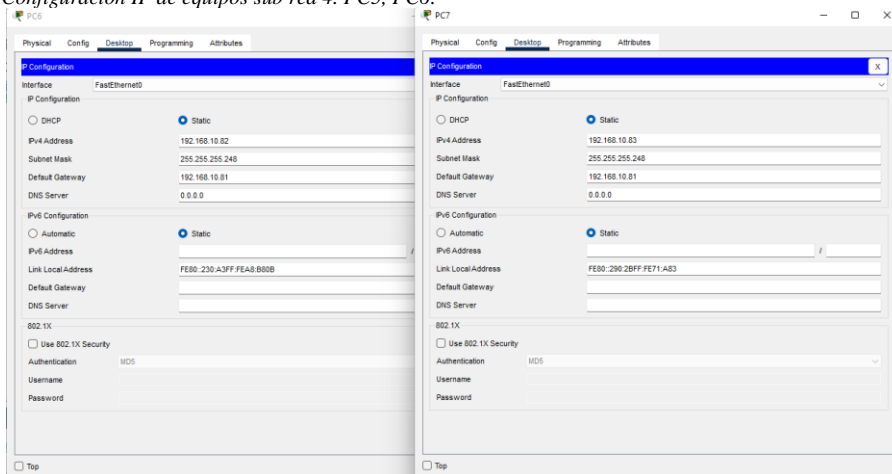 Configuración IP de equipos sub red 4. PC5, PC6.
PC6
Physical Config Desktop Programming Attributes
IP Configuration
Interface FastEthernet0
IP Configuration
DHCP Static
IPv4 Address 192.168.10.82
Subnet Mask 255.255.255.248
Default Gateway 192.168.10.81
DNS Server 0.0.0.0
IPv6 Configuration
Automatic Static
IPv6 Address /
Link Local Address FE80::230:A3FF:FEA8:B80B
Default Gateway
DNS Server
802.1X
Use 802.1X Security
Authentication MD5
Username
Password
Top
PC7
Physical Config Desktop Programming Attributes
IP Configuration X
Interface FastEthernet0
IP Configuration
DHCP Static
IPv4 Address 192.168.10.83
Subnet Mask 255.255.255.248
Default Gateway 192.168.10.81
DNS Server 0.0.0.0
IPv6 Configuration
Automatic Static
IPv6 Address /
Link Local Address FE80::290:2BFF:FE71:A83
Default Gateway
DNS Server
802.1X
Use 802.1X Security
Authentication MD5
Username
Password
Top